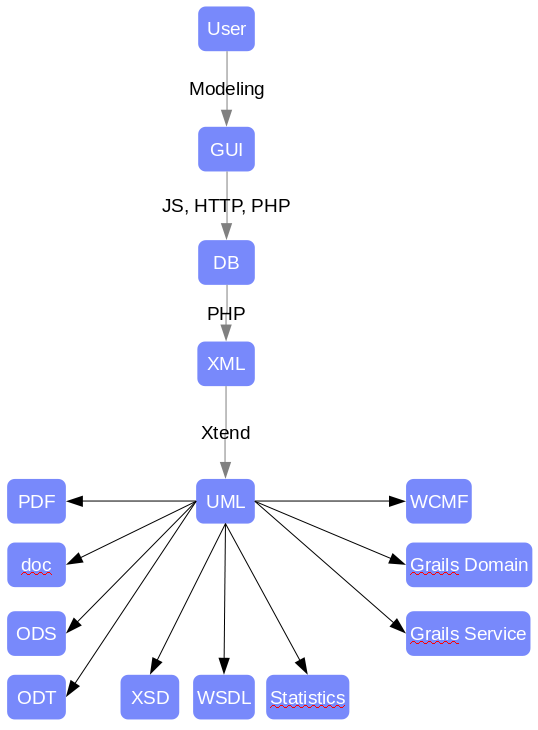 User
Modeling
GUI
JS, HTTP, PHP
DB
PHP
XML
Xtend
PDF
UML
WCMF
doc
Grails Domain
ODS
Grails Service
ODT
XSD
WSDL
Statistics